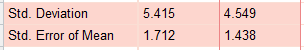 Std. Deviation 5.415 4.549
Std. Error of Mean 1.712 1.438